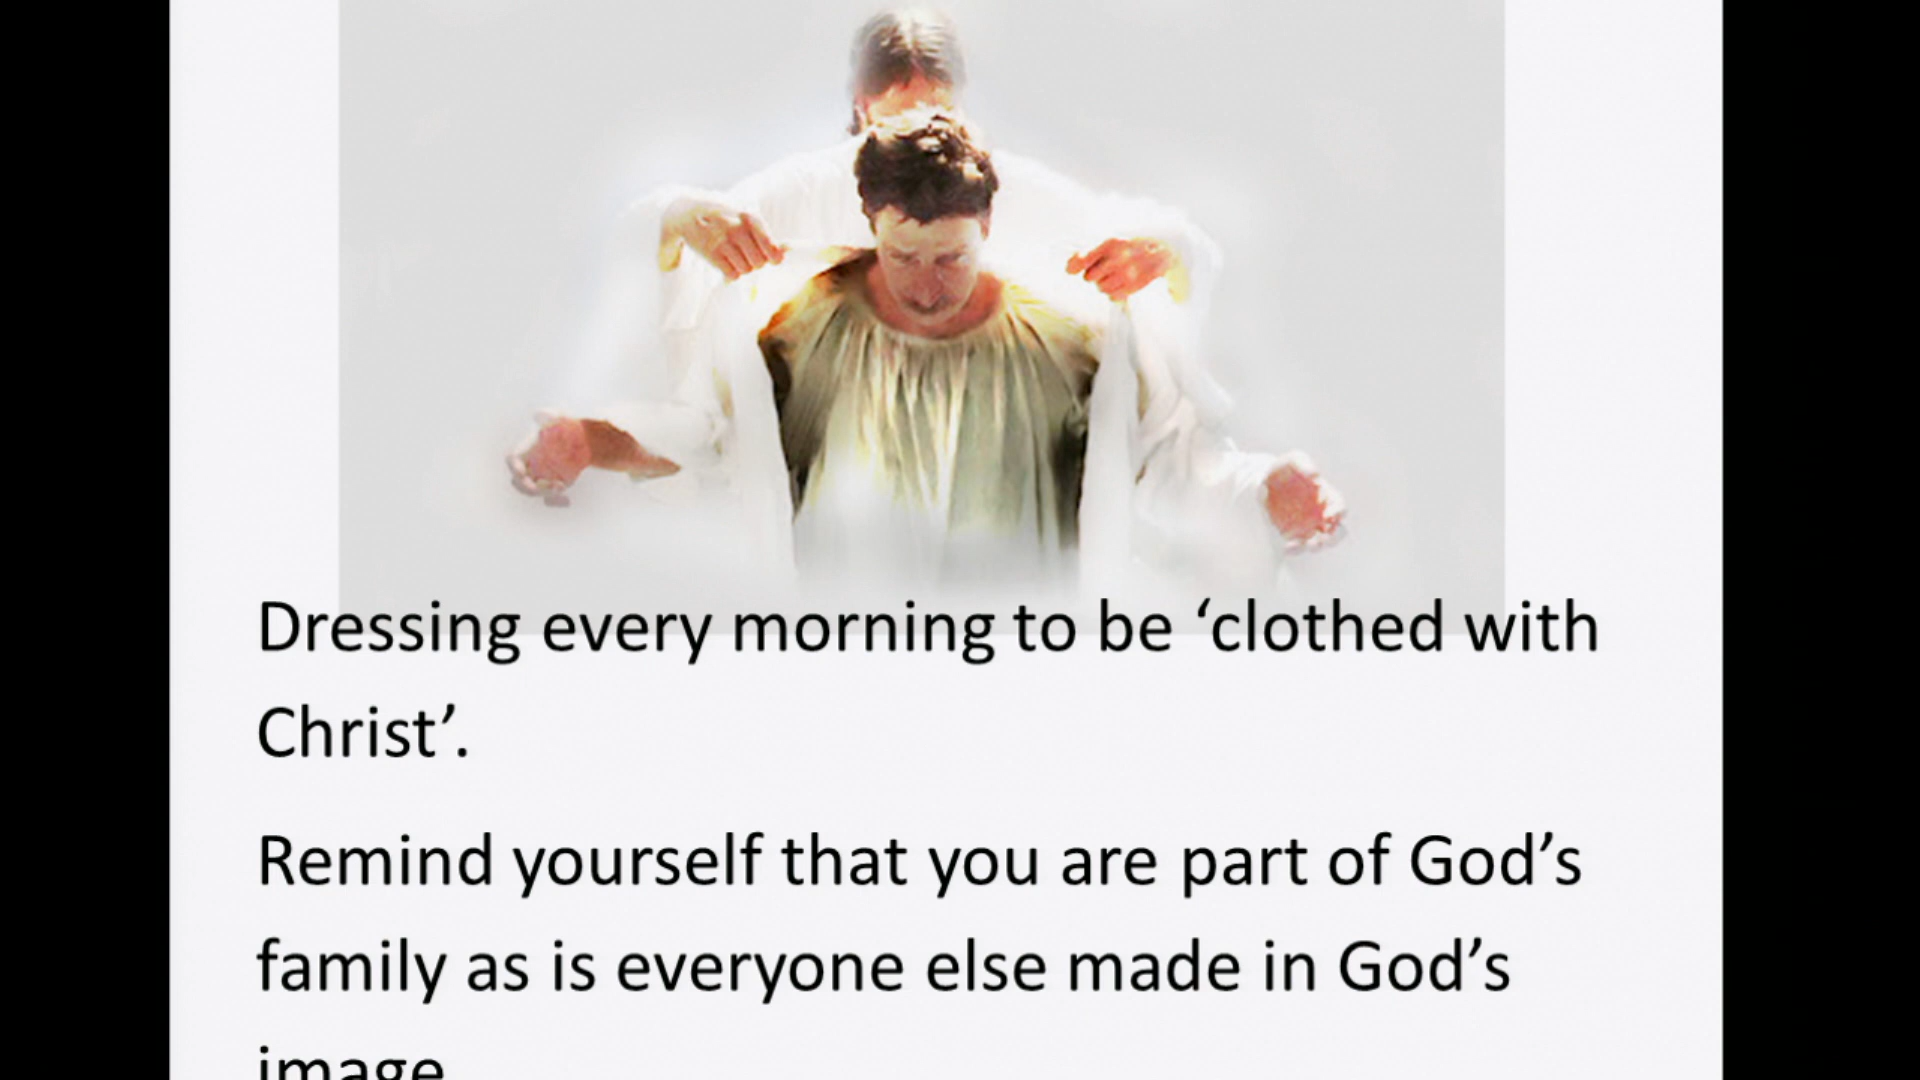 Dressing every morning to be ‘clothed with
Christ’.
Remind yourself that you are part of God’s
family as is everyone else made in God’s
image